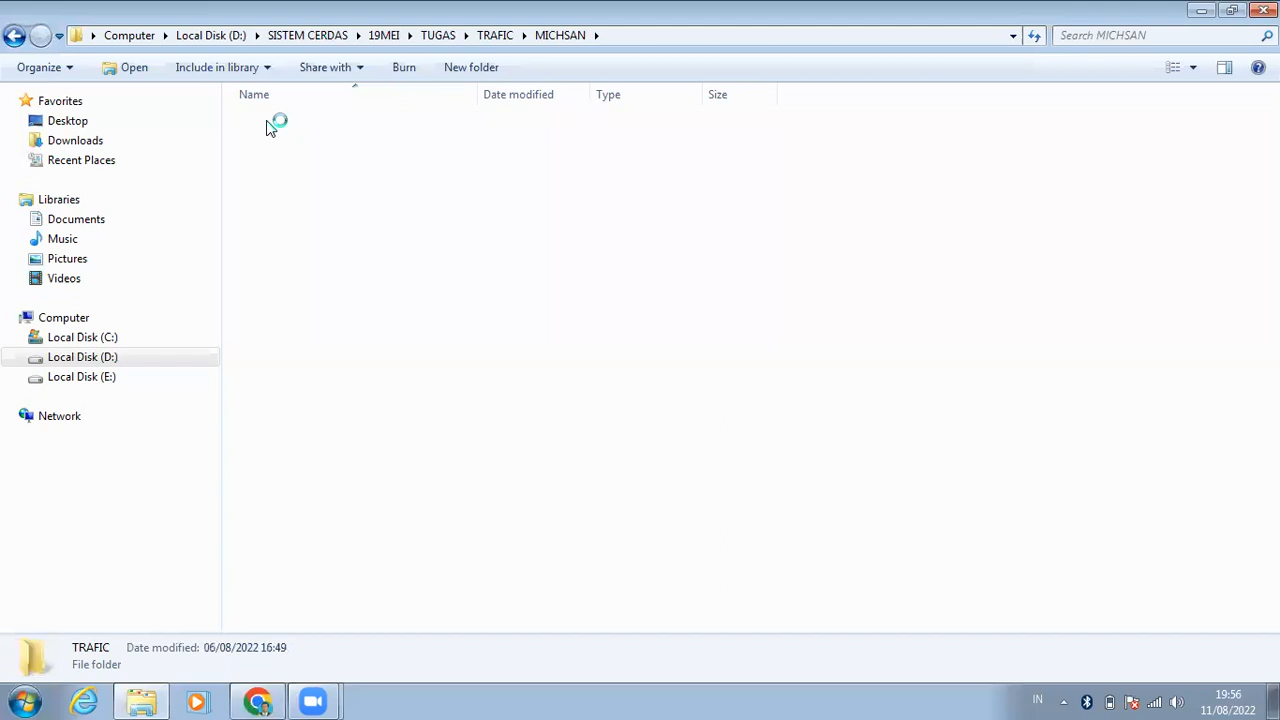 Computer Local Disk (D:) SISTEM CERDAS 19MEI TUGAS TRAFIC MICHSAN Search MICHSAN
Organize Open Include in library Share with Burn New folder
Name Date modified Type Size
Favorites
Desktop
Downloads
Recent Places
Libraries
Documents
Music
Pictures
Videos
Computer
Local Disk (C:)
Local Disk (D:)
Local Disk (E:)
Network
TRAFIC Date modified: 06/08/2022 16:49
File folder
IN 19:56
11/08/2022